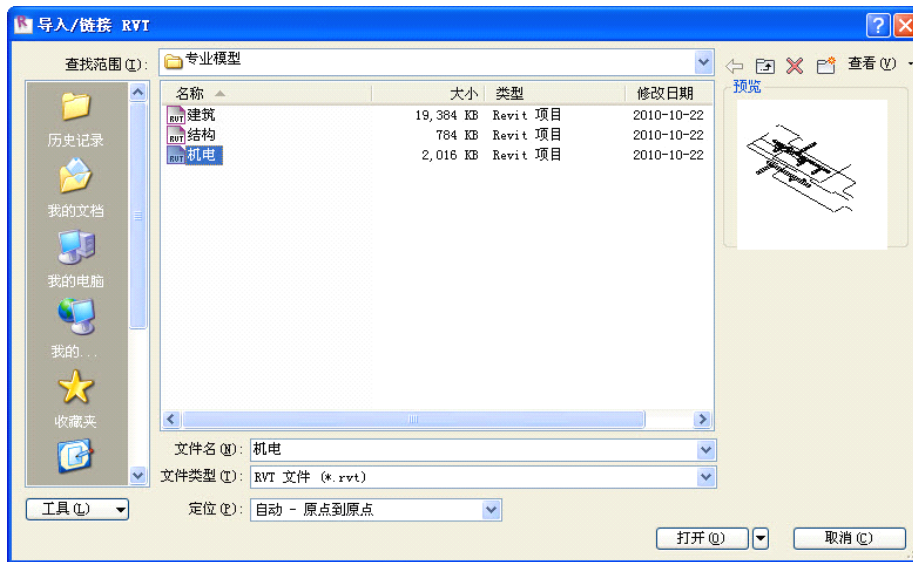 导入/链接 RVT
查找范围(I): 专业模型 查看(V)
名称 大小 类型 修改日期 预览
建筑 19,384 KB Revit 项目 2010-10-22
结构 784 KB Revit 项目 2010-10-22
机电 2,016 KB Revit 项目 2010-10-22
历史记录
我的文档
我的电脑
我的...
收藏夹
文件名(N): 机电
文件类型(T): RVT 文件 (*.rvt)
工具(L) 定位(P): 自动 - 原点到原点
打开(O) 取消(C)